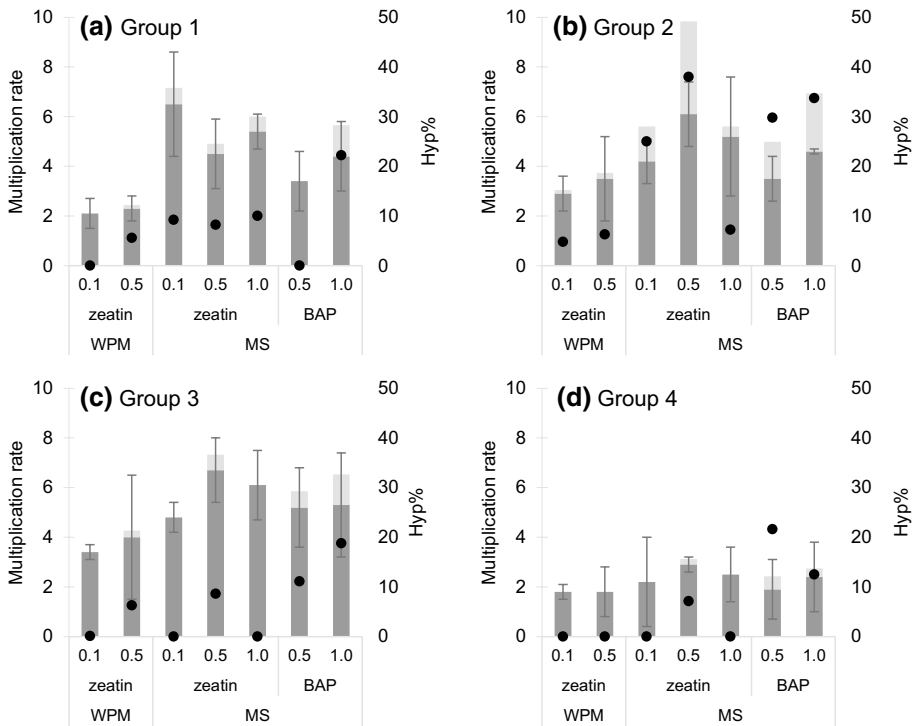 (a) Group 1
Multiplication rate
10
8
6
4
2
0
Hyp%
50
40
30
20
10
0
0.1 0.5 0.1 0.5 1.0 0.5 1.0
zeatin zeatin BAP
WPM MS
(b) Group 2
Multiplication rate
10
8
6
4
2
0
Hyp%
50
40
30
20
10
0
0.1 0.5 0.1 0.5 1.0 0.5 1.0
zeatin zeatin BAP
WPM MS
(c) Group 3
Multiplication rate
10
8
6
4
2
0
Hyp%
50
40
30
20
10
0
0.1 0.5 0.1 0.5 1.0 0.5 1.0
zeatin zeatin BAP
WPM MS
(d) Group 4
Multiplication rate
10
8
6
4
2
0
Hyp%
50
40
30
20
10
0
0.1 0.5 0.1 0.5 1.0 0.5 1.0
zeatin zeatin BAP
WPM MS